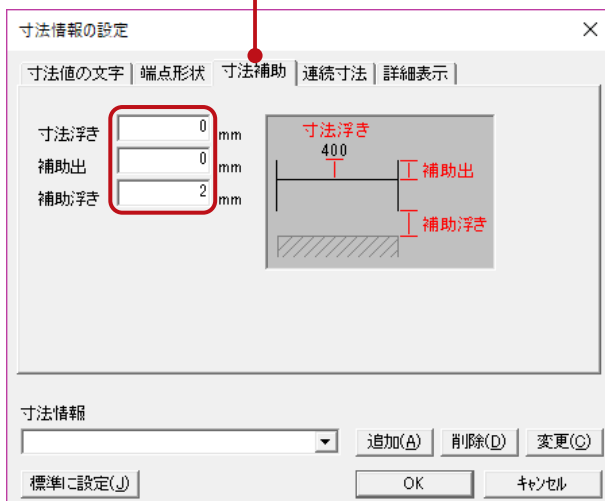 寸法情報の設定
寸法値の文字 端点形状 寸法補助 連続寸法 詳細表示
寸法浮き 0 mm
補助出 0 mm
補助浮き 2 mm
寸法浮き
400
補助出
補助浮き
寸法情報
追加(A) 削除(D) 変更(C)
標準に設定(J) OK キャンセル